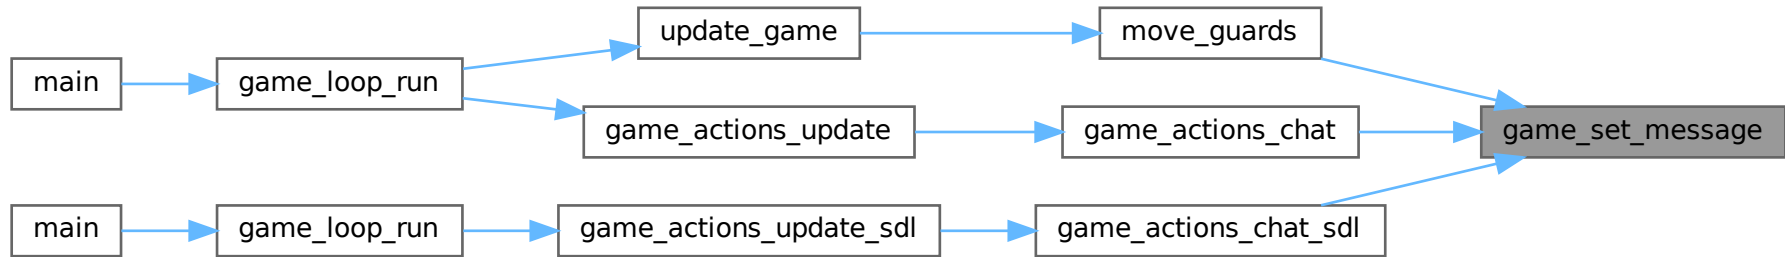 update_game
move_guards
main
game_loop_run
game_actions_update
game_actions_chat
game_set_message
main
game_loop_run
game_actions_update_sdl
game_actions_chat_sdl